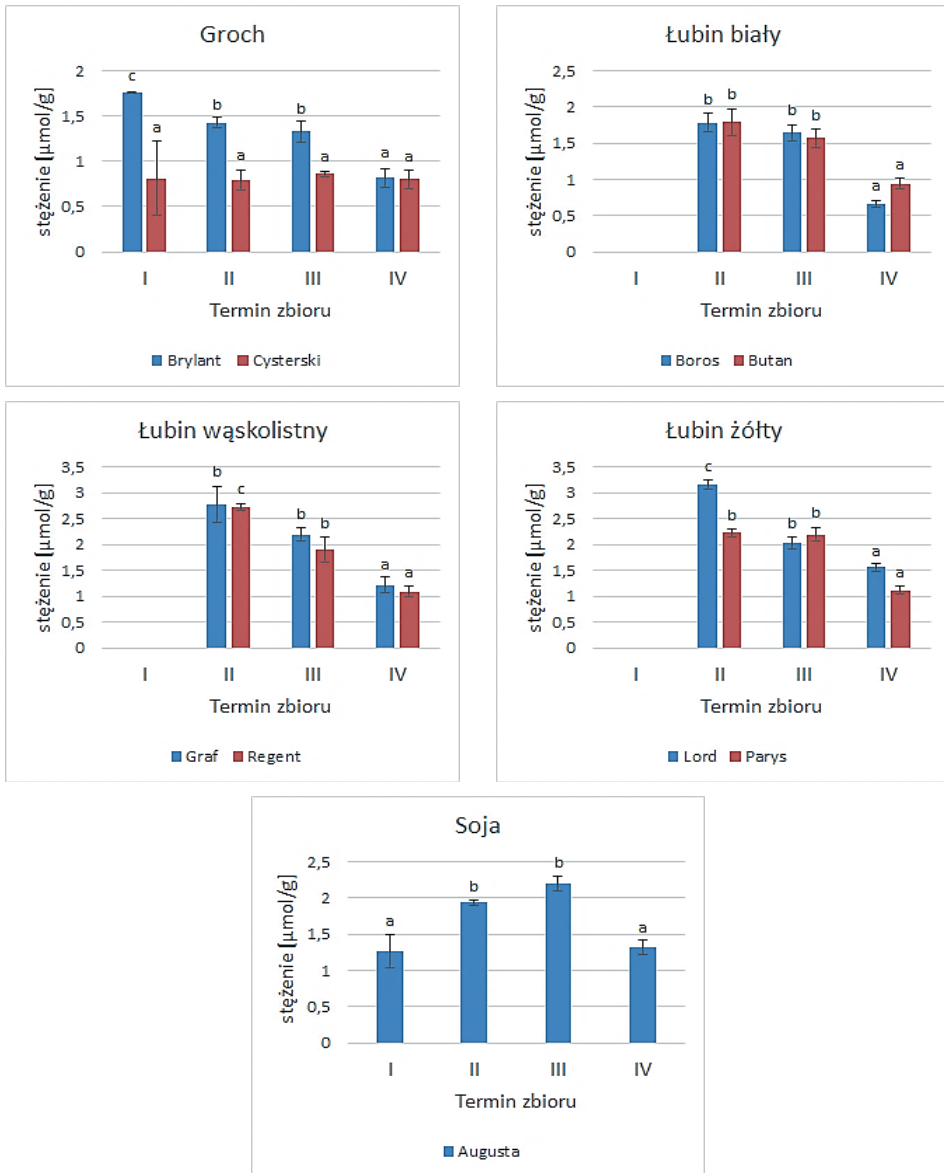 Groch
stężenie [µmol/g]
2
1,5
1
0,5
0
c
a
b
a
b
a
a
a
I II III IV
Termin zbioru
Brylant Cysterski
Łubin biały
stężenie [µmol/g]
2,5
2
1,5
1
0,5
0
b
b
b
b
a
a
I II III IV
Termin zbioru
Boros Butan
Łubin wąskolistny
stężenie [µmol/g]
3,5
3
2,5
2
1,5
1
0,5
0
b
c
b
b
a
a
I II III IV
Termin zbioru
Graf Regent
Łubin żółty
stężenie [µmol/g]
3,5
3
2,5
2
1,5
1
0,5
0
c
b
b
b
a
a
I II III IV
Termin zbioru
Lord Parys
Soja
stężenie [µmol/g]
2,5
2
1,5
1
0,5
0
a
b
b
a
I II III IV
Termin zbioru
Augusta